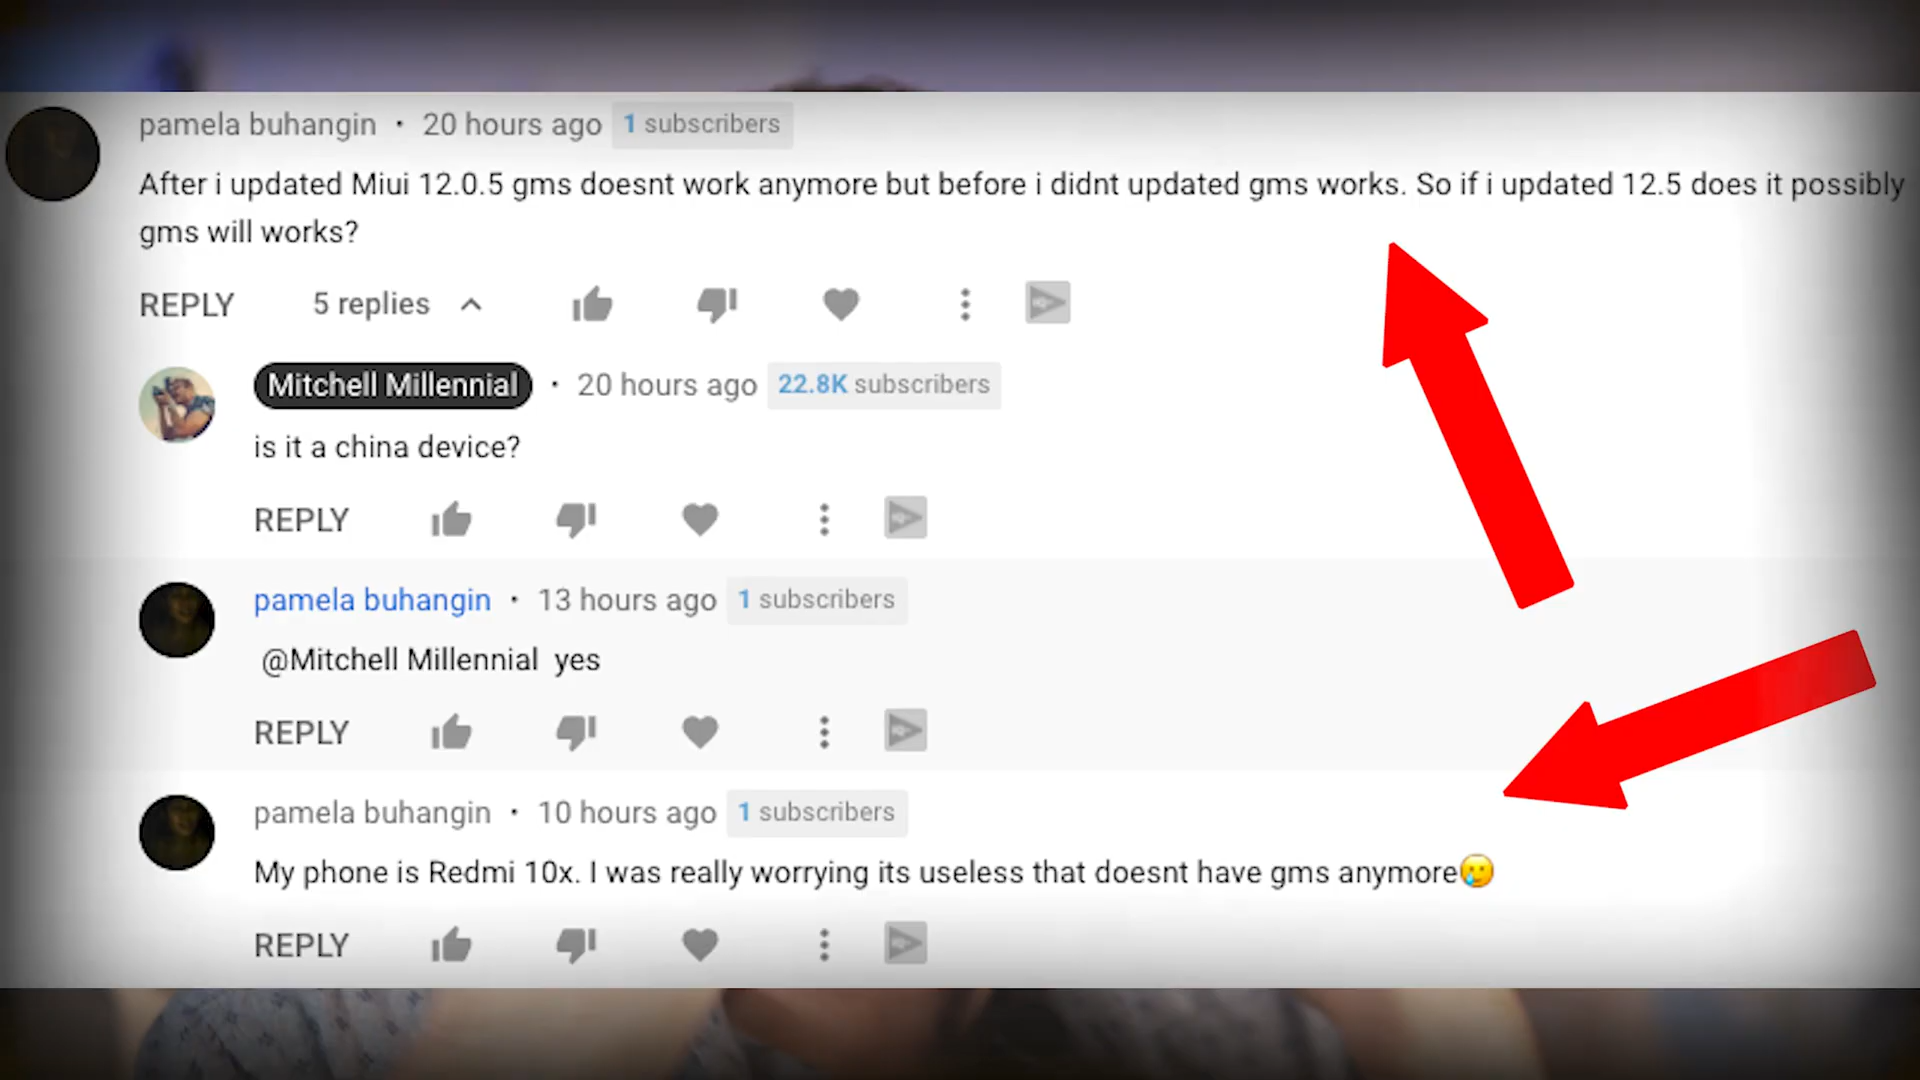 pamela buhangin • 20 hours ago 1 subscribers
After i updated Miui 12.0.5 gms doesnt work anymore but before i didnt updated gms works. So if i updated 12.5 does it possibly
gms will works?
REPLY 5 replies
Mitchell Millennial • 20 hours ago 22.8K subscribers
is it a china device?
REPLY
pamela buhangin • 13 hours ago 1 subscribers
@Mitchell Millennial yes
REPLY
pamela buhangin • 10 hours ago 1 subscribers
My phone is Redmi 10x. I was really worrying its useless that doesnt have gms anymore🥲
REPLY